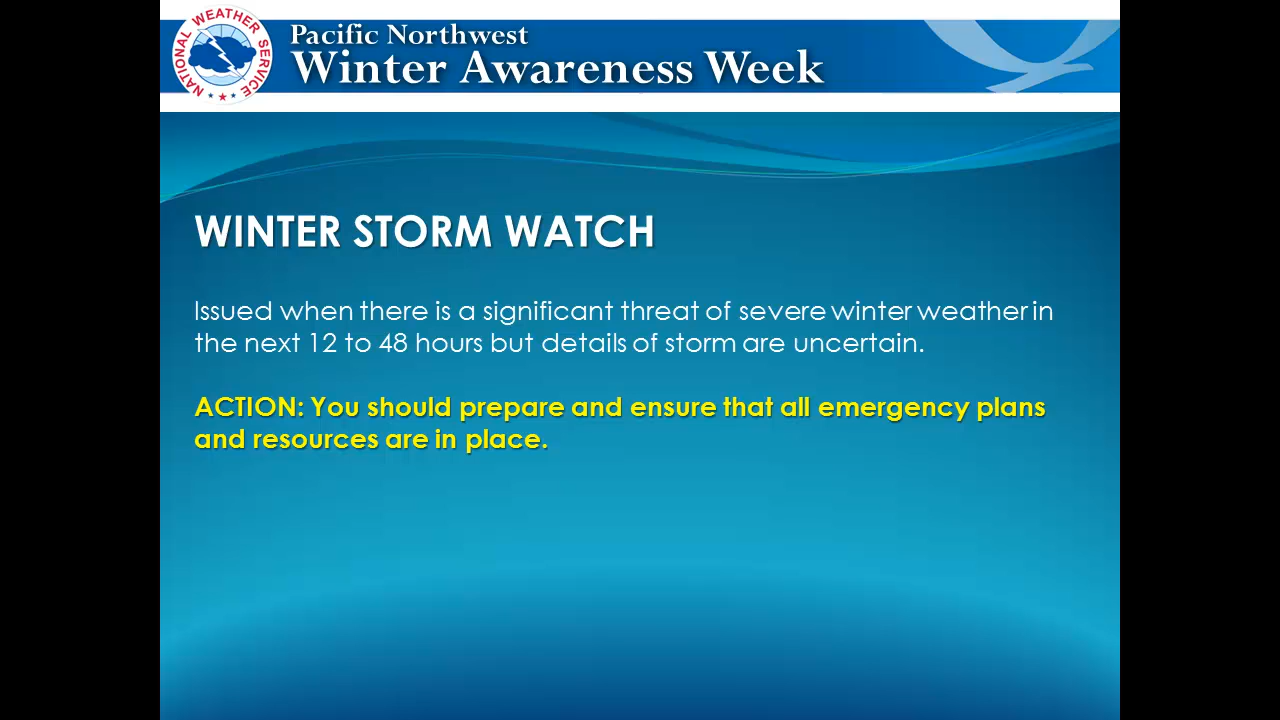 NATIONAL WEATHER SERVICE
Pacific Northwest
Winter Awareness Week
WINTER STORM WATCH
Issued when there is a significant threat of severe winter weather in
the next 12 to 48 hours but details of storm are uncertain.
ACTION: You should prepare and ensure that all emergency plans
and resources are in place.